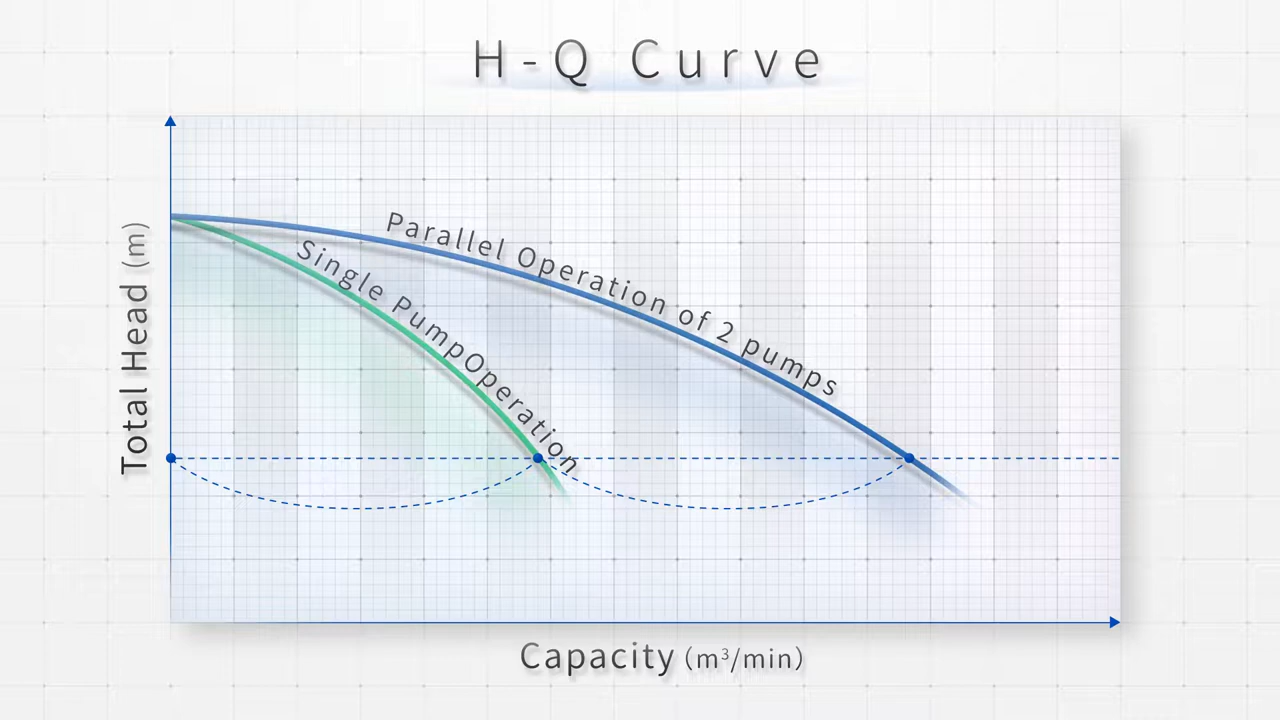 H-Q Curve
Total Head (m)
Parallel Operation of 2 pumps
Single PumpOperation
Capacity (m³/min)